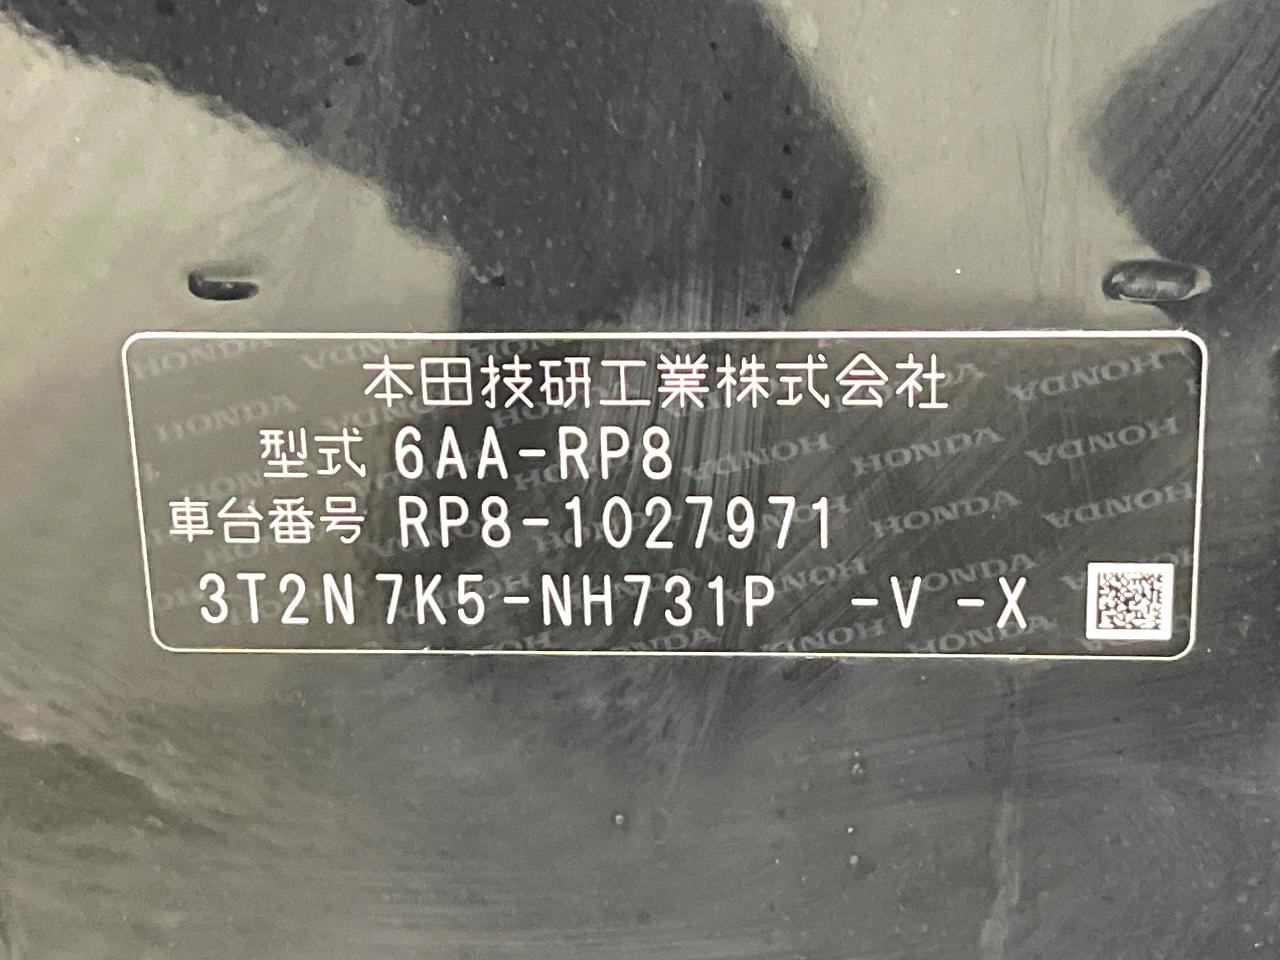 本田技研工業株式会社
型式 6AA-RP8
車台番号 RP8-1027971
3T2N7K5-NH731P -V -X